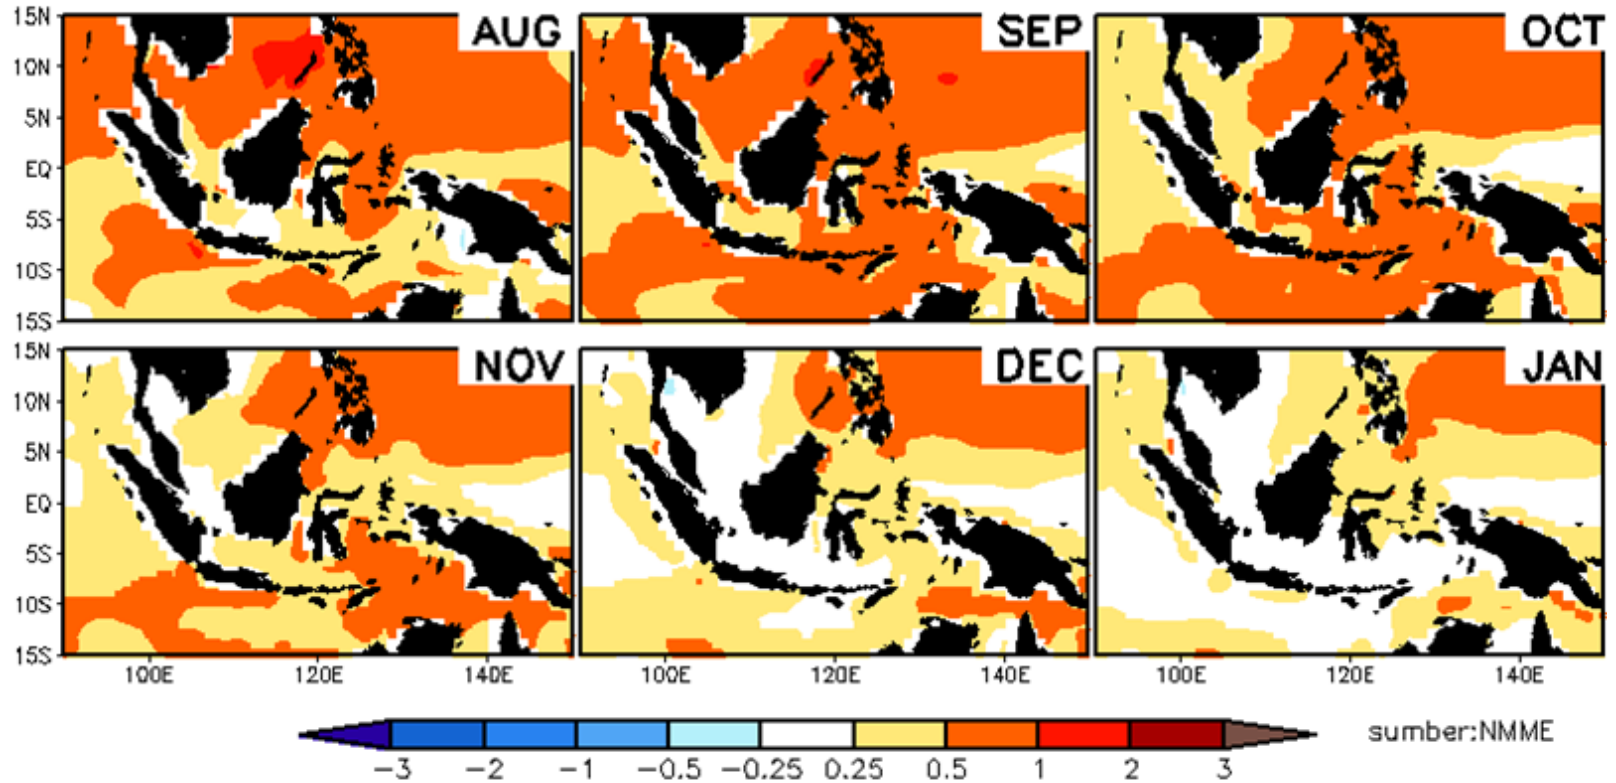 AUG SEP OCT
15N
10N
5N
EQ
5S
10S
15S
NOV DEC JAN
15N
10N
5N
EQ
5S
10S
15S
100E 120E 140E 100E 120E 140E 100E 120E 140E
-3 -2 -1 -0.5 -0.25 0.25 0.5 1 2 3
sumber:NMME